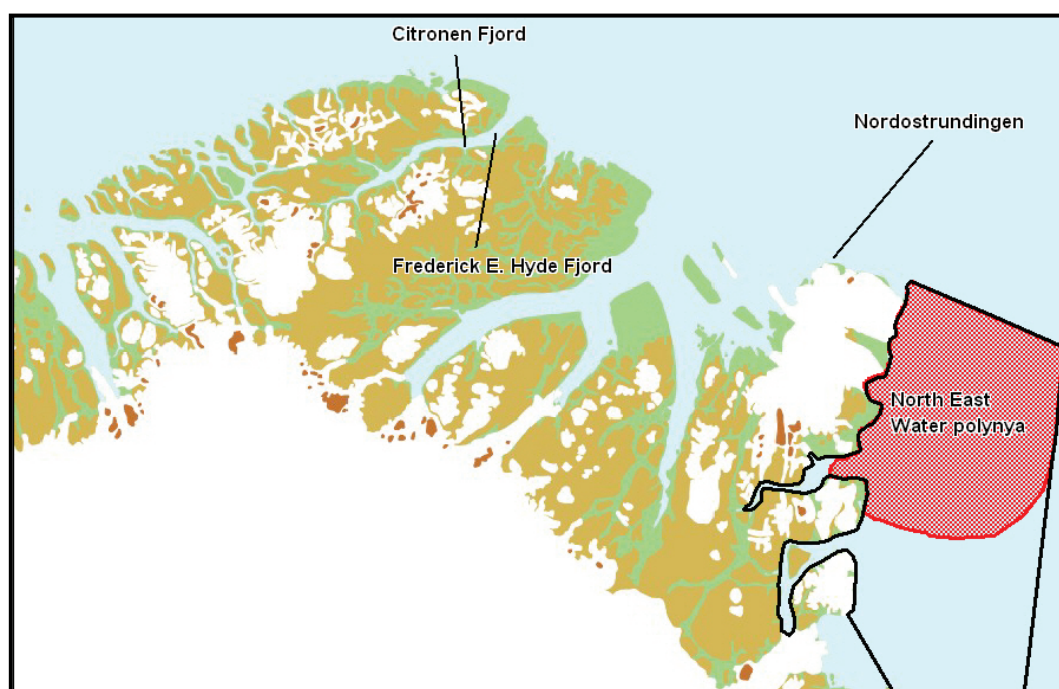 Citronen Fjord
Nordostrundingen
Frederick E. Hyde Fjord
North East
Water polynya